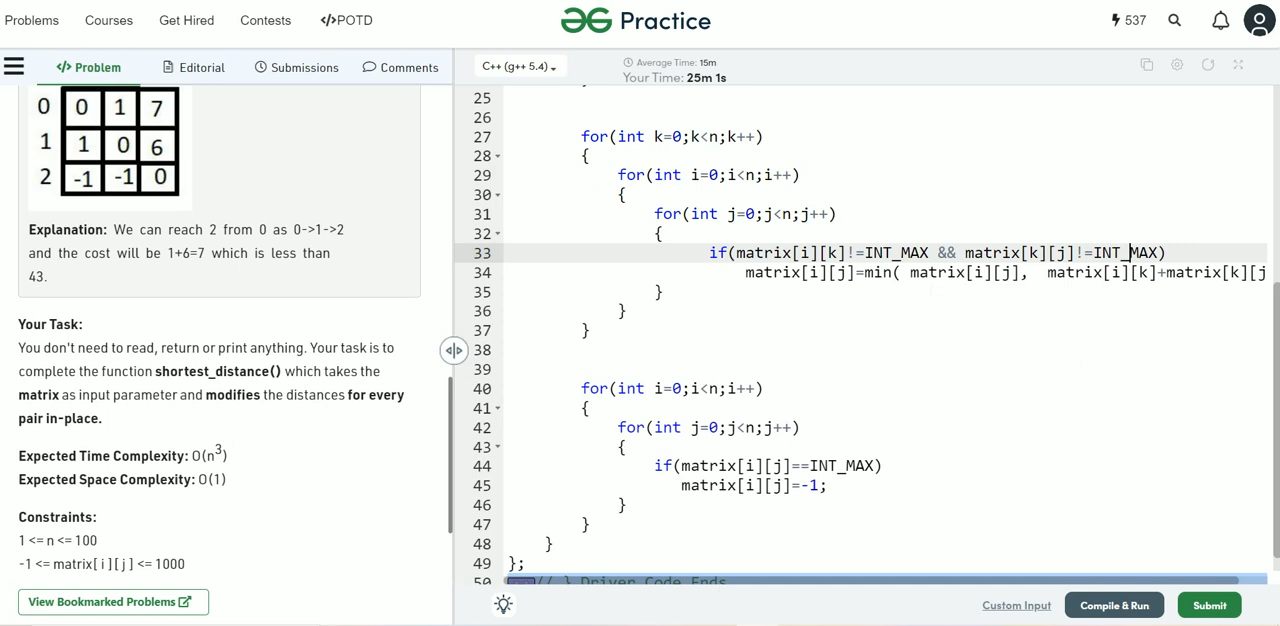 Problems Courses Get Hired Contests </>POTD
Practice
537
</> Problem Editorial Submissions Comments
C++ (g++ 5.4)
Average Time: 15m
Your Time: 25m 1s
0 0 1 7
1 1 0 6
2 -1 -1 0
Explanation: We can reach 2 from 0 as 0->1->2
and the cost will be 1+6=7 which is less than
43.
Your Task:
You don't need to read, return or print anything. Your task is to
complete the function shortest_distance() which takes the
matrix as input parameter and modifies the distances for every
pair in-place.
Expected Time Complexity: O(n3)
Expected Space Complexity: O(1)
Constraints:
1 <= n <= 100
-1 <= matrix[ i ][ j ] <= 1000
View Bookmarked Problems
25
26
27 for(int k=0;k<n;k++)
28 {
29 for(int i=0;i<n;i++)
30 {
31 for(int j=0;j<n;j++)
32 {
33 if(matrix[i][k]!=INT_MAX && matrix[k][j]!=INT_MAX)
34 matrix[i][j]=min( matrix[i][j], matrix[i][k]+matrix[k][j
35 }
36 }
37 }
38
39
40 for(int i=0;i<n;i++)
41 {
42 for(int j=0;j<n;j++)
43 {
44 if(matrix[i][j]==INT_MAX)
45 matrix[i][j]=-1;
46 }
47 }
48 }
49 };
50 // } Driver Code Ends
Custom Input Compile & Run Submit